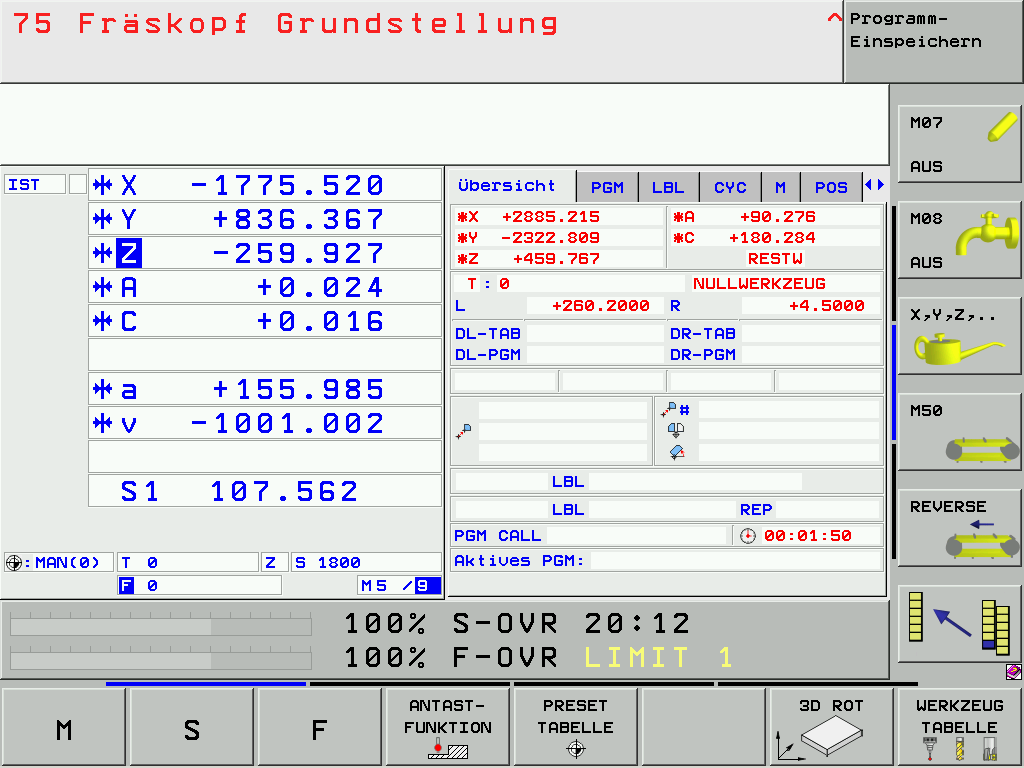 75 Fräskopf Grundstellung
^
Programm-
Einspeichern
IST
X -1775.520
Y +836.367
Z -259.927
A +0.024
C +0.016
a +155.985
v -1001.002
S1 107.562
:MAN(0) T 0 Z S 1800
F 0 M5 /9
Übersicht PGM LBL CYC M POS
*X +2885.215 *A +90.276
*Y -2322.809 *C +180.284
*Z +459.767 RESTW
T : 0 NULLWERKZEUG
L +260.2000 R +4.5000
DL-TAB DR-TAB
DL-PGM DR-PGM
#
LBL
LBL REP
PGM CALL 00:01:50
Aktives PGM:
M07
AUS
M08
AUS
X,Y,Z,..
M50
REVERSE
100% S-OVR 20:12
100% F-OVR LIMIT 1
M
S
F
ANTAST-
FUNKTION
PRESET
TABELLE
3D ROT
WERKZEUG
TABELLE